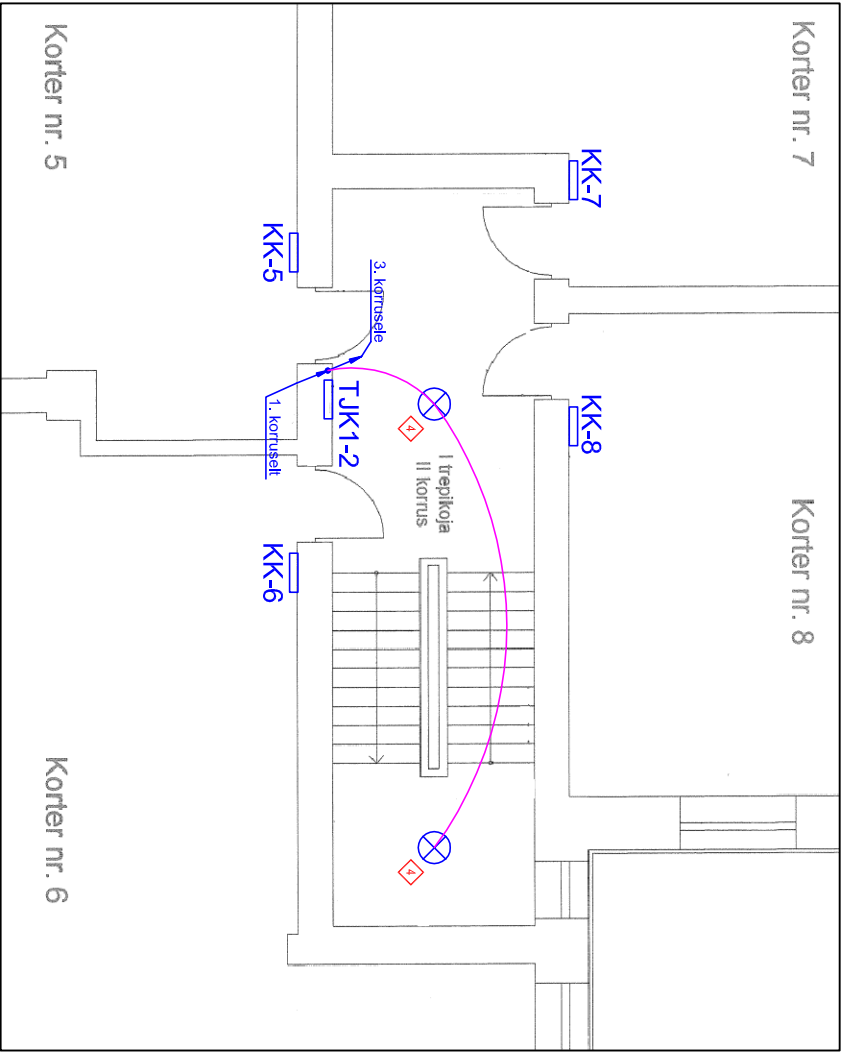 Korter nr. 7
Korter nr. 8
KK-7
KK-8
I trepikoja
II korrus
4
4
3. korrusele
TJK1-2
1. korruselt
KK-5
KK-6
Korter nr. 5
Korter nr. 6